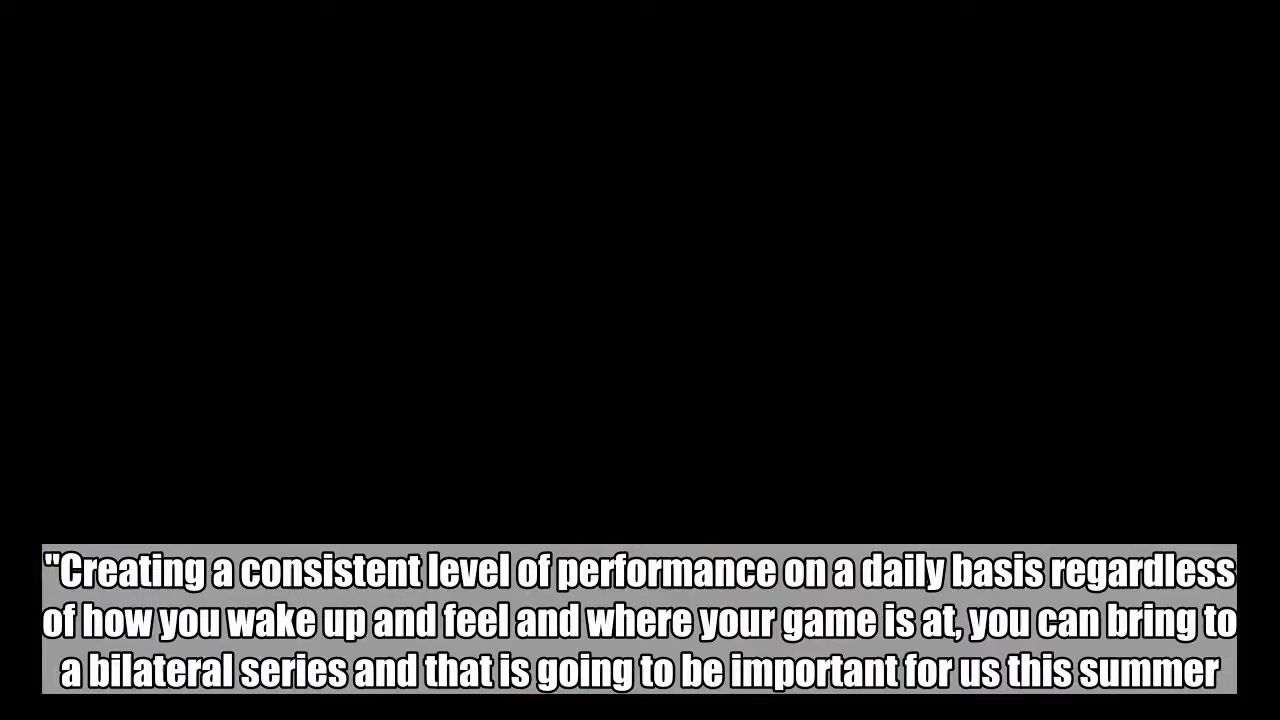 "Creating a consistent level of performance on a daily basis regardless
of how you wake up and feel and where your game is at, you can bring to
a bilateral series and that is going to be important for us this summer